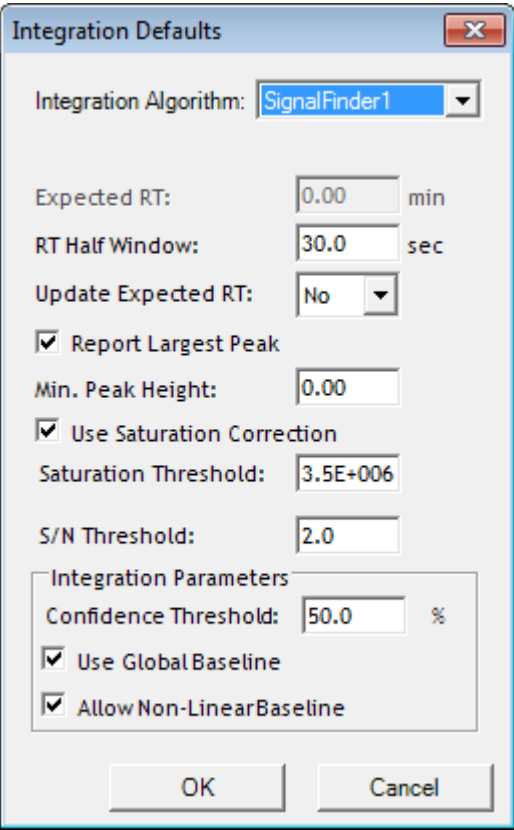 Integration Defaults
Integration Algorithm: SignalFinder1
Expected RT: 0.00 min
RT Half Window: 30.0 sec
Update Expected RT: No
Report Largest Peak
Min. Peak Height: 0.00
Use Saturation Correction
Saturation Threshold: 3.5E+006
S/N Threshold: 2.0
Integration Parameters
Confidence Threshold: 50.0 %
Use Global Baseline
Allow Non-Linear Baseline
OK Cancel